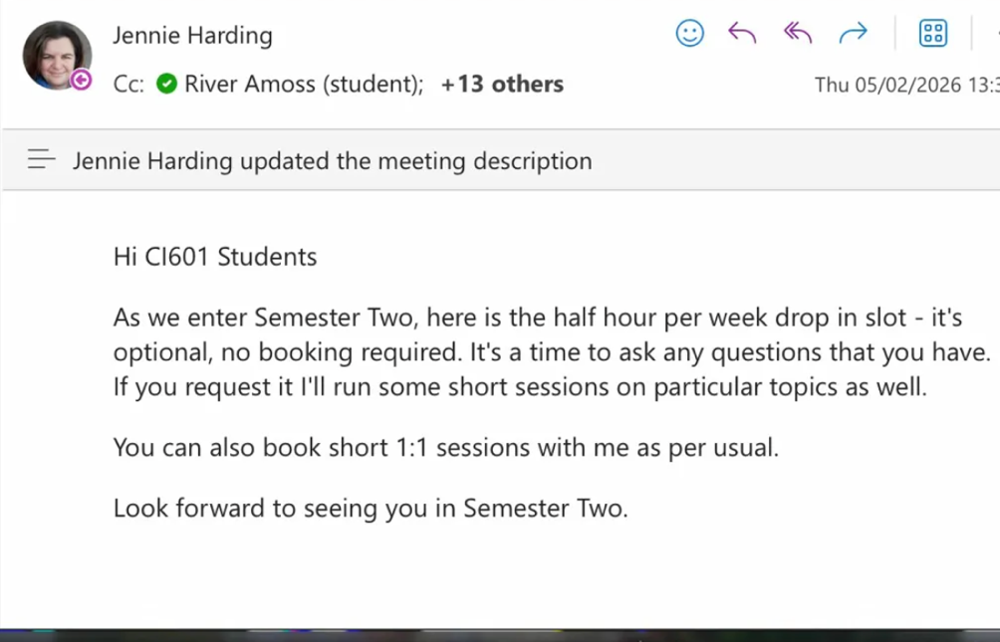 Jennie Harding
Cc: River Amoss (student); +13 others
Thu 05/02/2026 13:3
Jennie Harding updated the meeting description
Hi CI601 Students
As we enter Semester Two, here is the half hour per week drop in slot - it's
optional, no booking required. It's a time to ask any questions that you have.
If you request it I'll run some short sessions on particular topics as well.
You can also book short 1:1 sessions with me as per usual.
Look forward to seeing you in Semester Two.